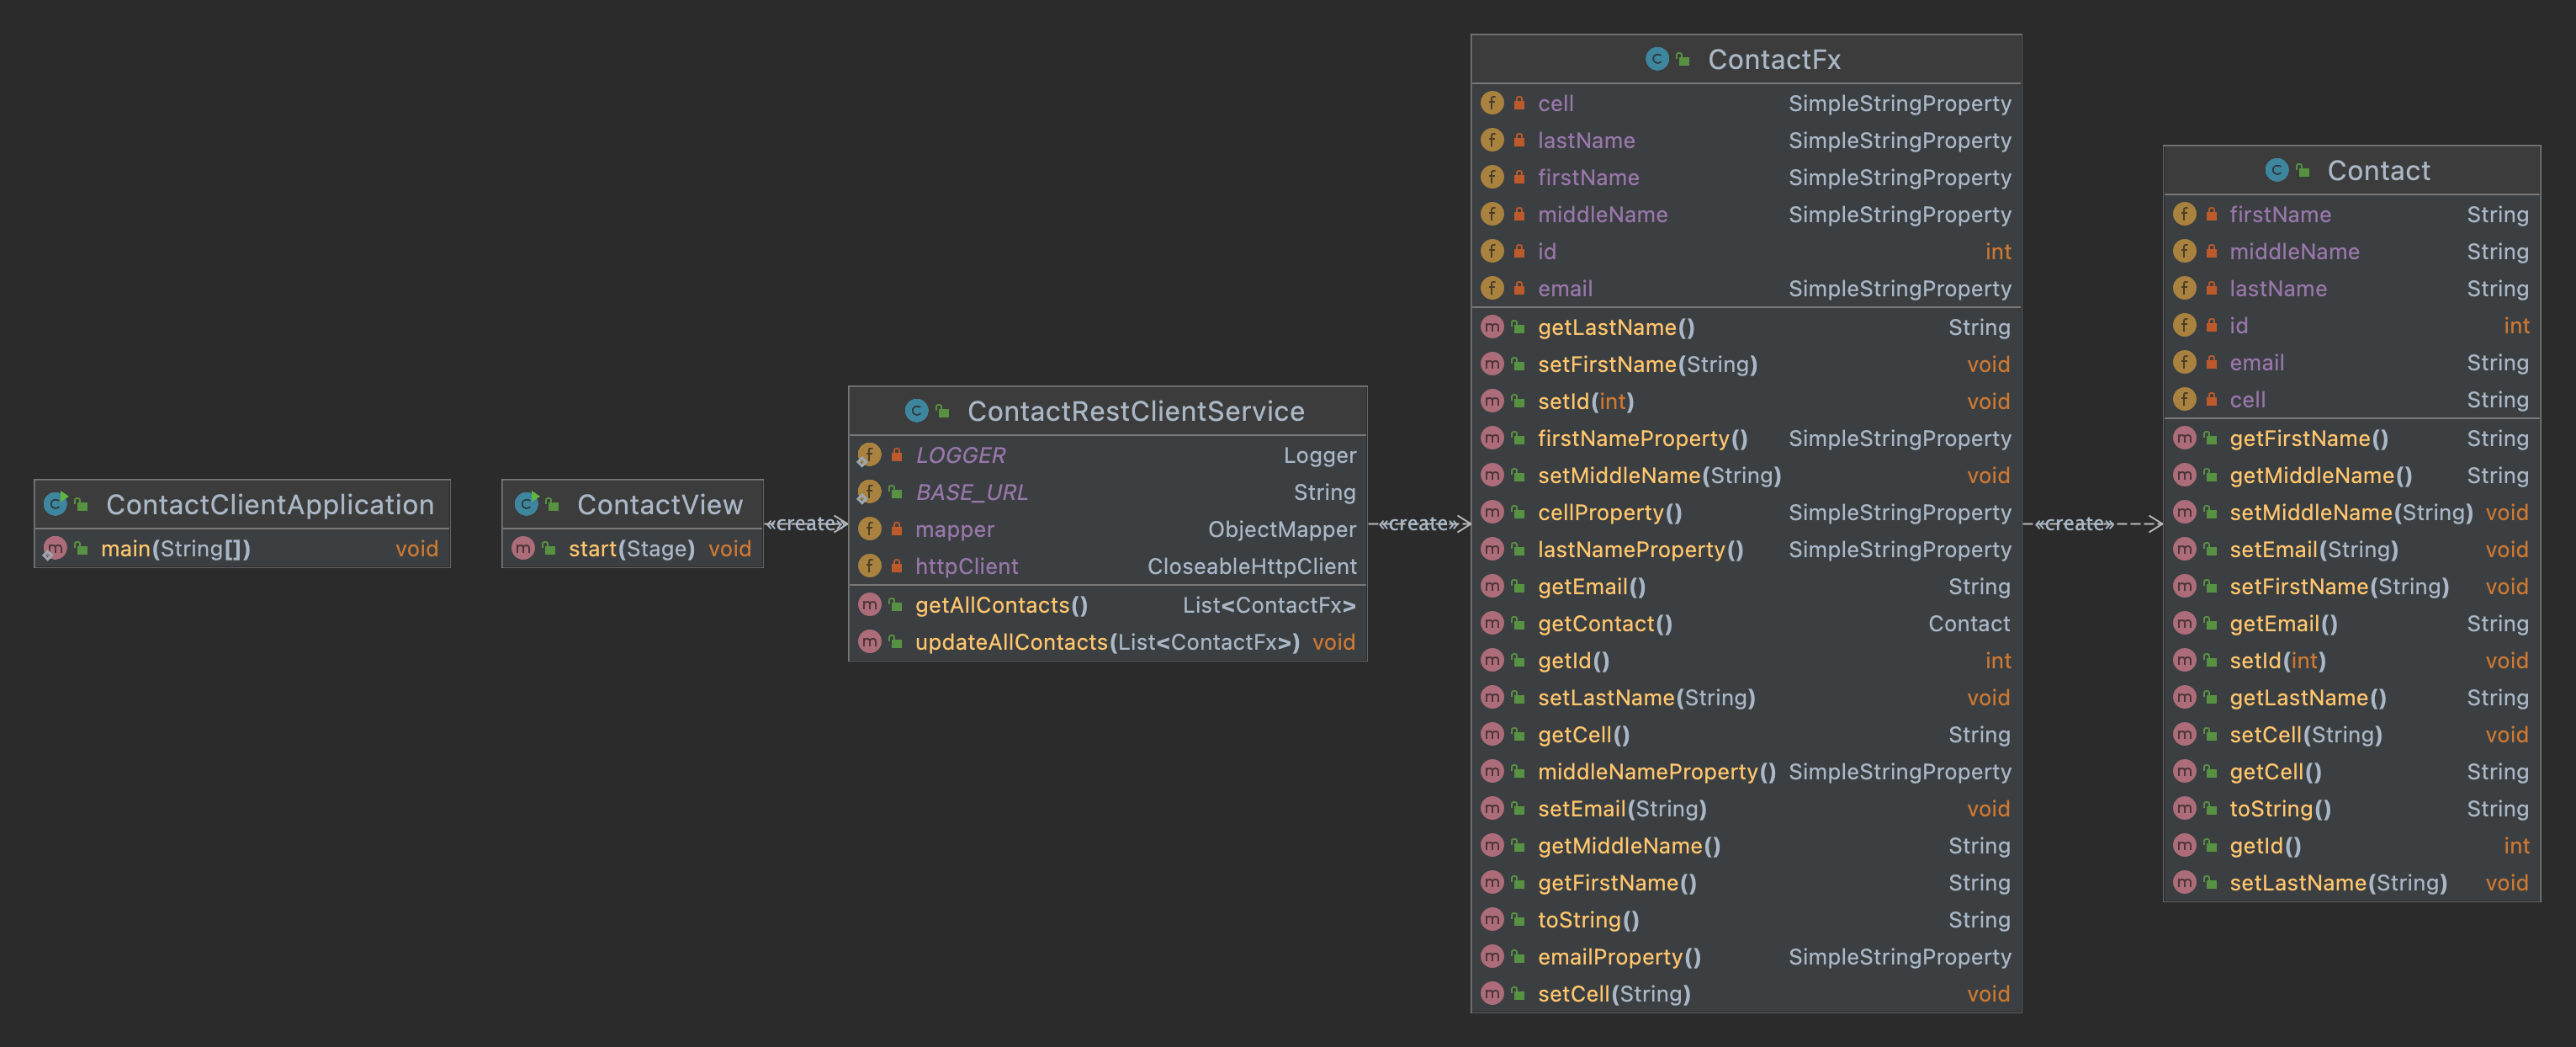 ContactClientApplication
main(String[]) void
ContactView
start(Stage) void
«create»
ContactRestClientService
LOGGER Logger
BASE_URL String
mapper ObjectMapper
httpClient CloseableHttpClient
getAllContacts() List<ContactFx>
updateAllContacts(List<ContactFx>) void
«create»
ContactFx
cell SimpleStringProperty
lastName SimpleStringProperty
firstName SimpleStringProperty
middleName SimpleStringProperty
id int
email SimpleStringProperty
getLastName() String
setFirstName(String) void
setId(int) void
firstNameProperty() SimpleStringProperty
setMiddleName(String) void
cellProperty() SimpleStringProperty
lastNameProperty() SimpleStringProperty
getEmail() String
getContact() Contact
getId() int
setLastName(String) void
getCell() String
middleNameProperty() SimpleStringProperty
setEmail(String) void
getMiddleName() String
getFirstName() String
toString() String
emailProperty() SimpleStringProperty
setCell(String) void
«create»
Contact
firstName String
middleName String
lastName String
id int
email String
cell String
getFirstName() String
getMiddleName() String
setMiddleName(String) void
setEmail(String) void
setFirstName(String) void
getEmail() String
setId(int) void
getLastName() String
setCell(String) void
getCell() String
toString() String
getId() int
setLastName(String) void